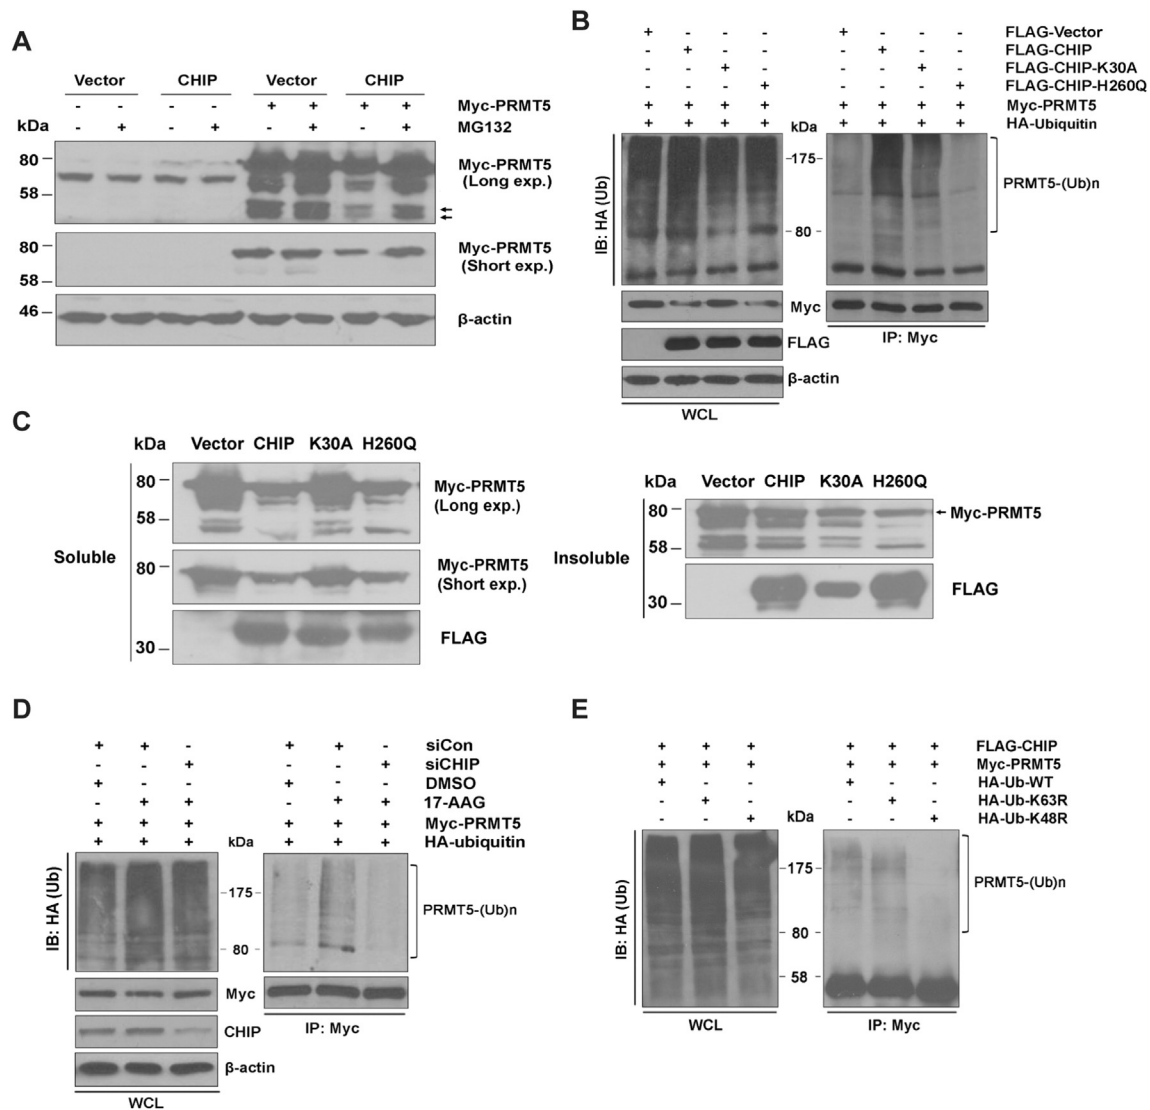 A
Vector CHIP Vector CHIP
- - - - + + + + Myc-PRMT5
kDa - + - + - + - + MG132
80
58
Myc-PRMT5
(Long exp.)
80
58
Myc-PRMT5
(Short exp.)
46
β-actin
B
+ - - - + - - - FLAG-Vector
- + - - - + - - FLAG-CHIP
- - + - - - + - FLAG-CHIP-K30A
- - - + - - - + FLAG-CHIP-H260Q
+ + + + + + + + Myc-PRMT5
+ + + + + + + + HA-Ubiquitin
kDa
IB: HA (Ub)
175
80
PRMT5-(Ub)n
Myc
FLAG
β-actin
WCL
IP: Myc
C
kDa Vector CHIP K30A H260Q
80
58
Myc-PRMT5
(Long exp.)
Soluble
80
Myc-PRMT5
(Short exp.)
30
FLAG
kDa Vector CHIP K30A H260Q
80
58
Myc-PRMT5
Insoluble
30
FLAG
D
+ + - + + - siCon
- - + - - + siCHIP
+ - - + - - DMSO
- + + - + + 17-AAG
+ + + + + + Myc-PRMT5
+ + + kDa + + + HA-ubiquitin
IB: HA (Ub)
175
80
PRMT5-(Ub)n
Myc
CHIP
β-actin
WCL
IP: Myc
E
+ + + + + + FLAG-CHIP
+ + + + + + Myc-PRMT5
+ - - + - - HA-Ub-WT
- + - - + - HA-Ub-K63R
- - + kDa - - + HA-Ub-K48R
IB: HA (Ub)
175
80
58
PRMT5-(Ub)n
WCL
IP: Myc